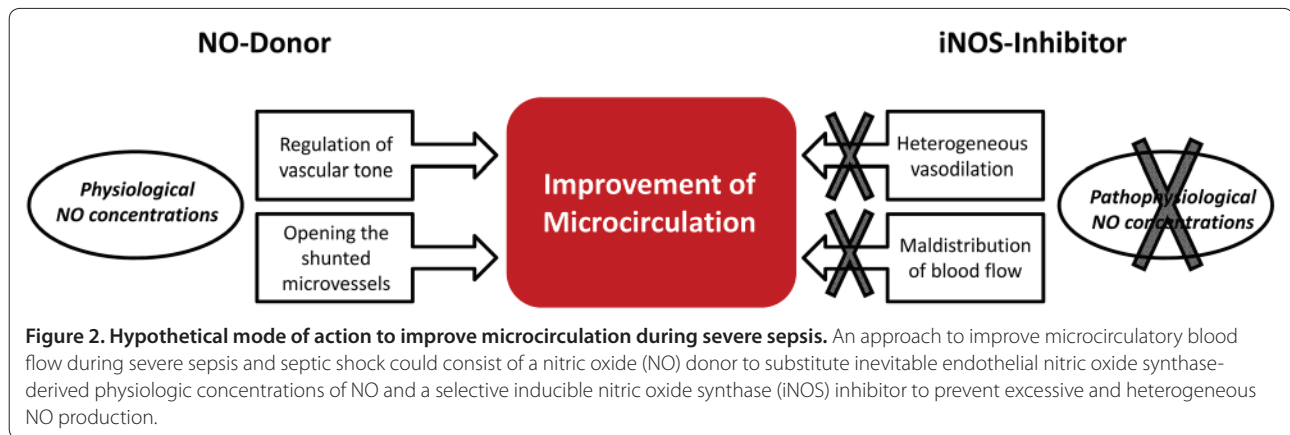 NO-Donor
iNOS-Inhibitor
Physiological
NO concentrations
Regulation of
vascular tone
Opening the
shunted
microvessels
Improvement of
Microcirculation
Heterogeneous
vasodilation
Maldistribution
of blood flow
Pathophysiological
NO concentrations
Figure 2. Hypothetical mode of action to improve microcirculation during severe sepsis. An approach to improve microcirculatory blood
flow during severe sepsis and septic shock could consist of a nitric oxide (NO) donor to substitute inevitable endothelial nitric oxide synthase-
derived physiologic concentrations of NO and a selective inducible nitric oxide synthase (iNOS) inhibitor to prevent excessive and heterogeneous
NO production.